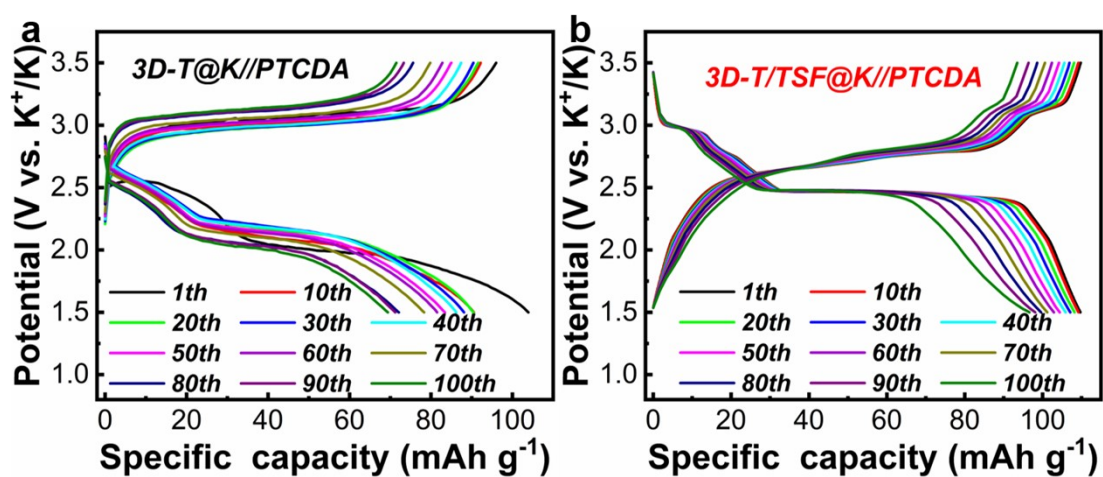 a
3D-T@K//PTCDA
Potential (V vs. K⁺/K)
3.5
3.0
2.5
2.0
1.5
1.0
1th 10th
20th 30th 40th
50th 60th 70th
80th 90th 100th
0 20 40 60 80 100
Specific capacity (mAh g⁻¹)
b
3D-T/TSF@K//PTCDA
Potential (V vs. K⁺/K)
3.5
3.0
2.5
2.0
1.5
1.0
1th 10th
20th 30th 40th
50th 60th 70th
80th 90th 100th
0 20 40 60 80 100
Specific capacity (mAh g⁻¹)